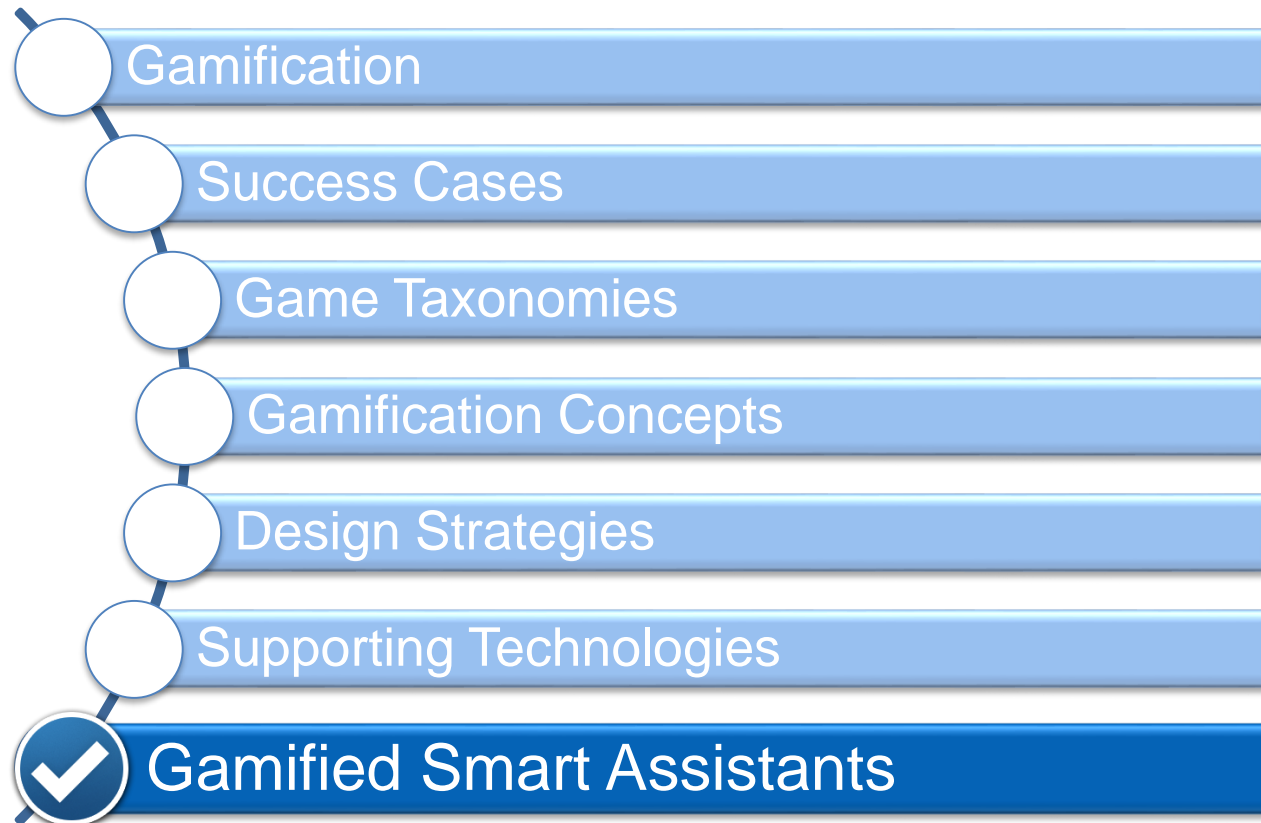 Gamification
Success Cases
Game Taxonomies
Gamification Concepts
Design Strategies
Supporting Technologies
Gamified Smart Assistants